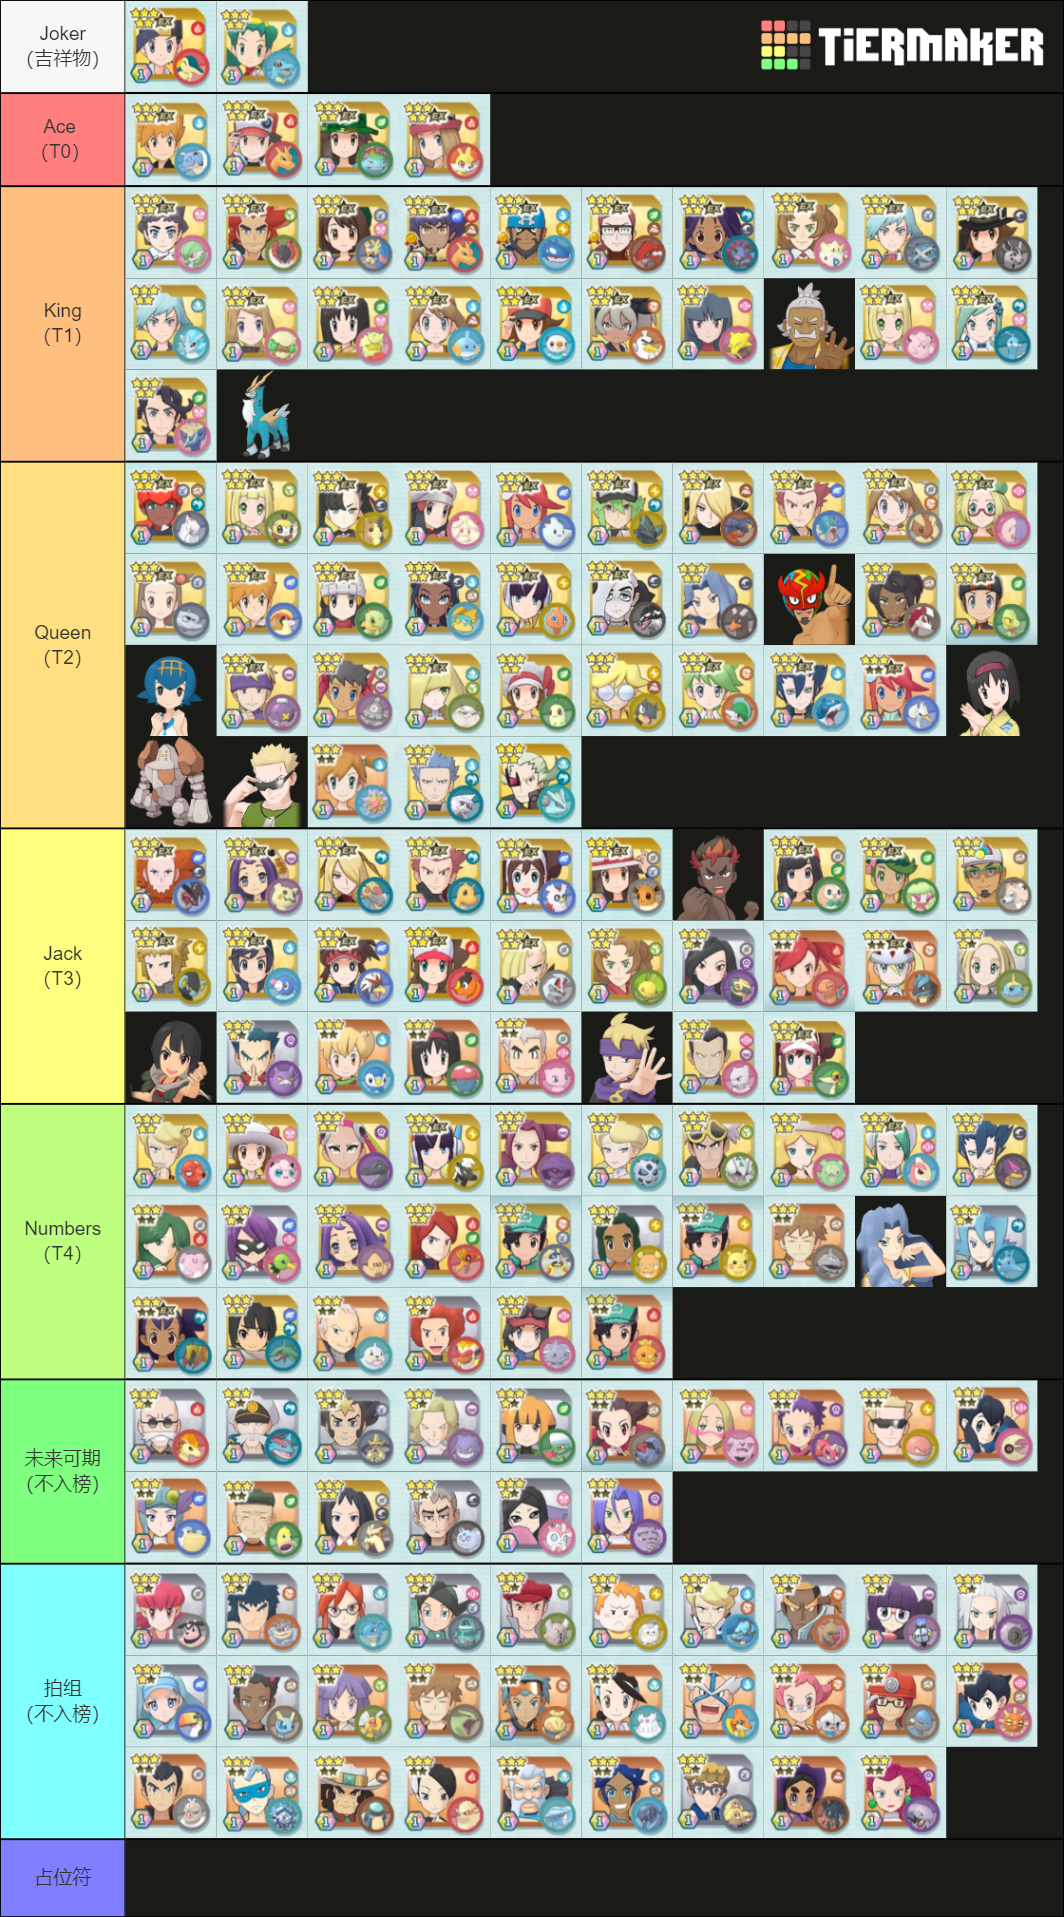 Joker
(吉祥物)
TiERMAKER
Ace
(T0)
King
(T1)
Queen
(T2)
Jack
(T3)
Numbers
(T4)
未来可期
(不入榜)
拍组
(不入榜)
占位符